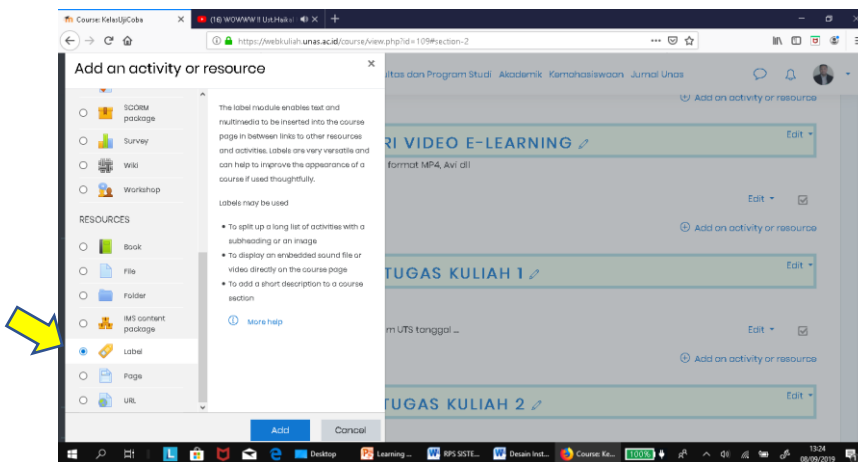 Course: KelasUjiCoba
(16) WOWWW !! Ust.Haikal
https://webkuliah.unas.ac.id/course/view.php?id=109#section-2
Add an activity or resource
ltas dan Program Studi Akademik Kemahasiswaan Jurnal Unas
SCORM
package
Survey
Wiki
Workshop
RESOURCES
Book
File
Folder
IMS content
package
Label
Page
URL
The label module enables text and
multimedia to be inserted into the course
page in between links to other resources
and activities. Labels are very versatile and
can help to improve the appearance of a
course if used thoughtfully.
Labels may be used
• To split up a long list of activities with a
subheading or an image
• To display an embedded sound file or
video directly on the course page
• To add a short description to a course
section
More help
Add
Cancel
Add an activity or resource
RI VIDEO E-LEARNING
Edit
format MP4, Avi dll
Edit
Add an activity or resource
TUGAS KULIAH 1
Edit
m UTS tanggal ...
Edit
Add an activity or resource
TUGAS KULIAH 2
Edit
Desktop
Learning ...
RPS SISTE...
Desain Inst...
Course: Ke...
100%
13:24
08/09/2019